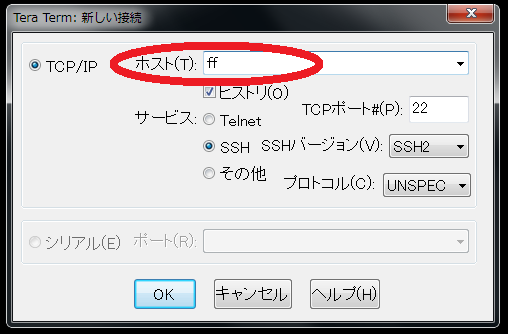 Tera Term: 新しい接続
TCP/IP
ホスト(T): ff
ヒストリ(O)
サービス: Telnet
TCPポート#(P): 22
SSH
SSHバージョン(V): SSH2
その他
プロトコル(C): UNSPEC
シリアル(E)
ポート(R):
OK
キャンセル
ヘルプ(H)